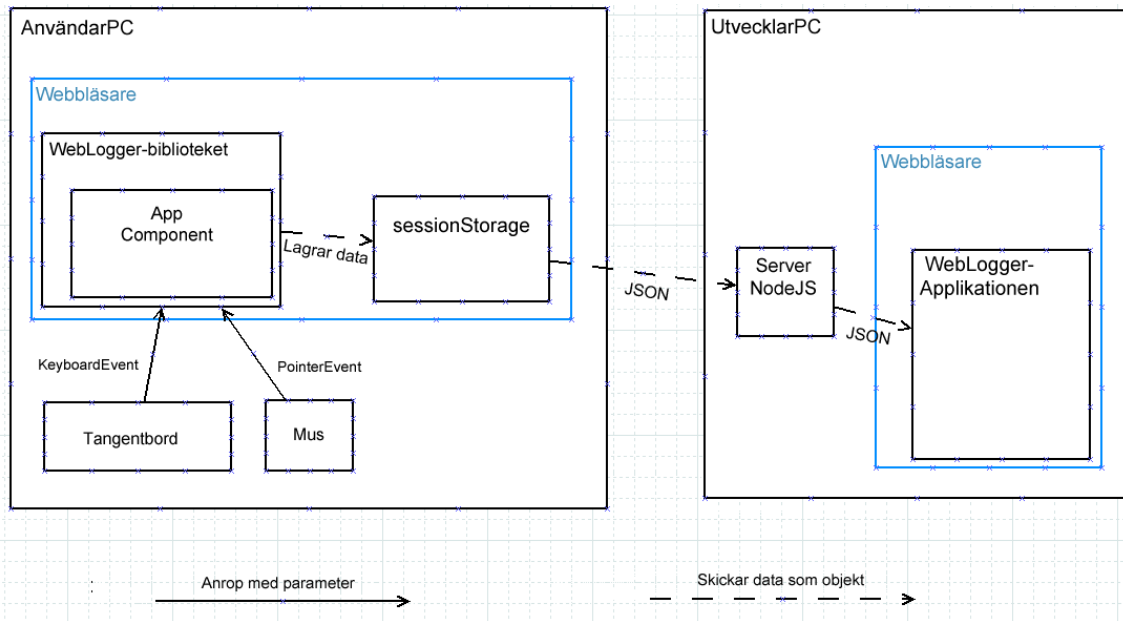 AnvändarPC
Webbläsare
WebLogger-biblioteket
App
Component
Lagrar data
sessionStorage
KeyboardEvent
PointerEvent
Tangentbord
Mus
JSON
UtvecklarPC
Webbläsare
Server
NodeJS
JSON
WebLogger-
Applikationen
:
Anrop med parameter
Skickar data som objekt